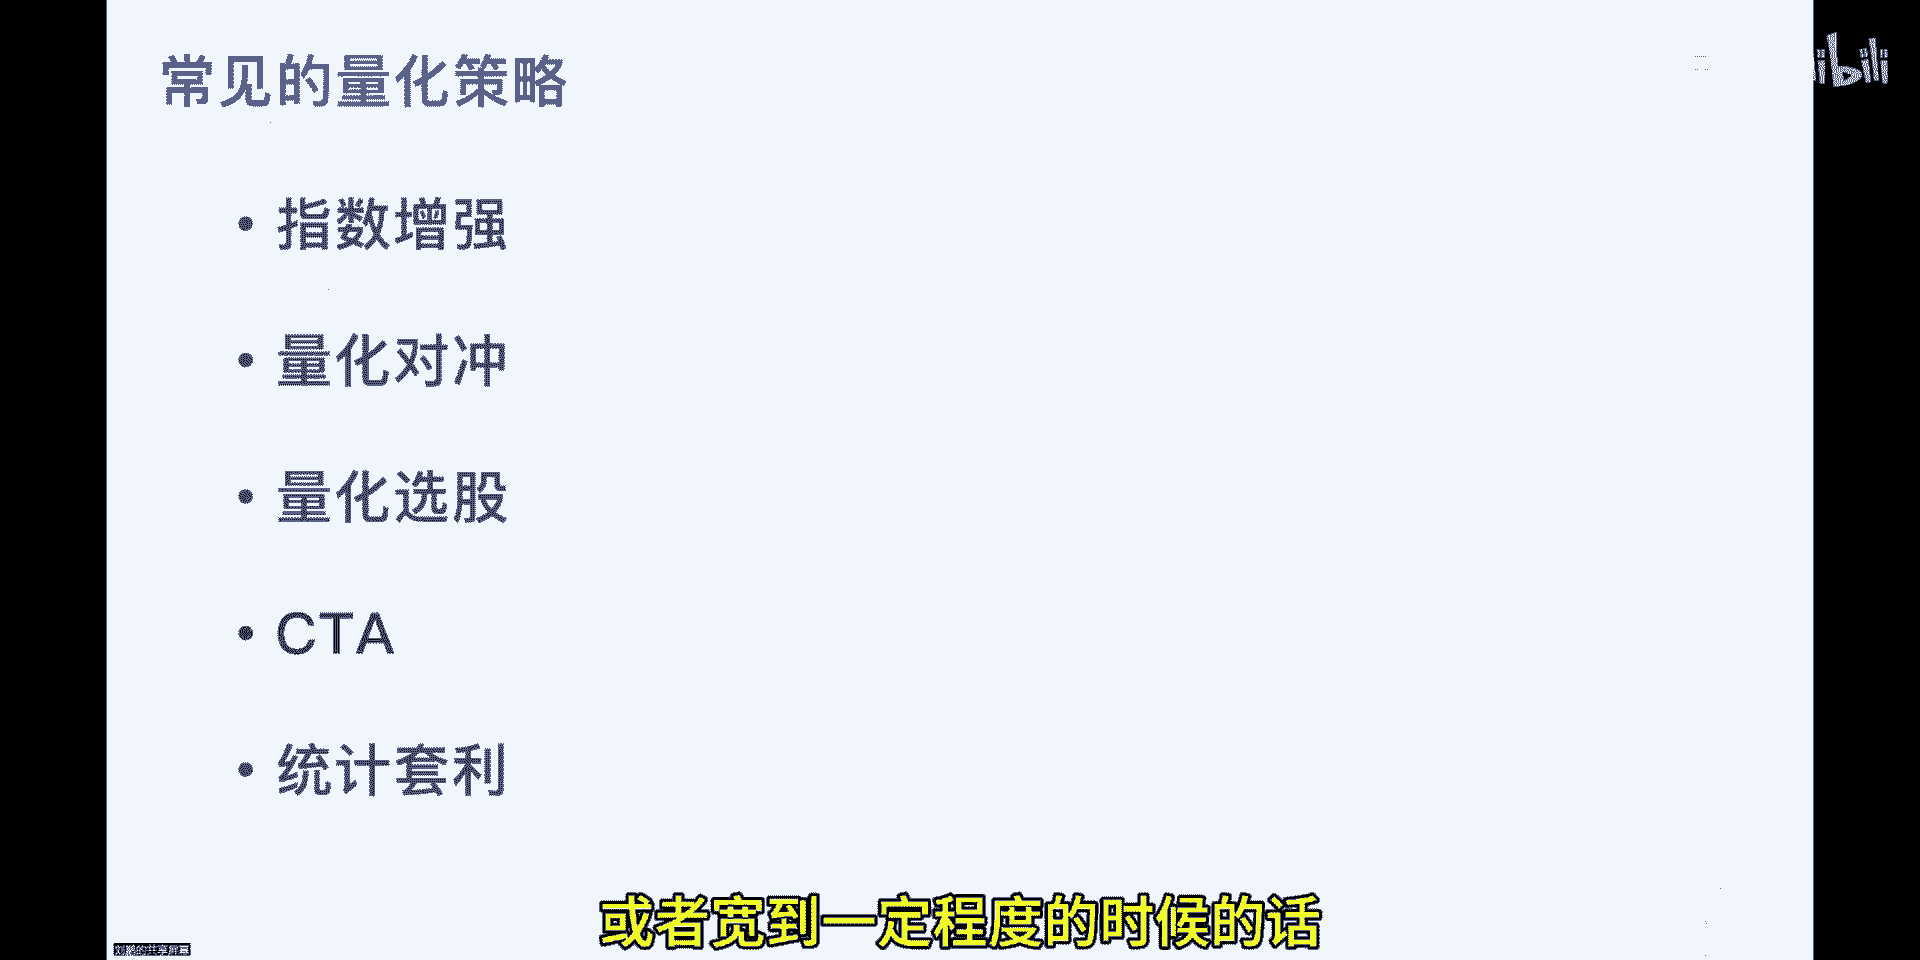 常见的量化策略
ibili
• 指数增强
• 量化对冲
• 量化选股
• CTA
• 统计套利
或者宽到一定程度的时候的话
刘鹏的共享屏幕